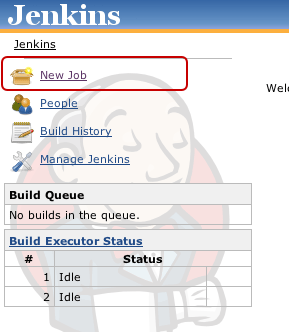 Jenkins
Jenkins
New Job
Welc
People
Build History
Manage Jenkins
Build Queue
No builds in the queue.
Build Executor Status
# Status
1 Idle
2 Idle